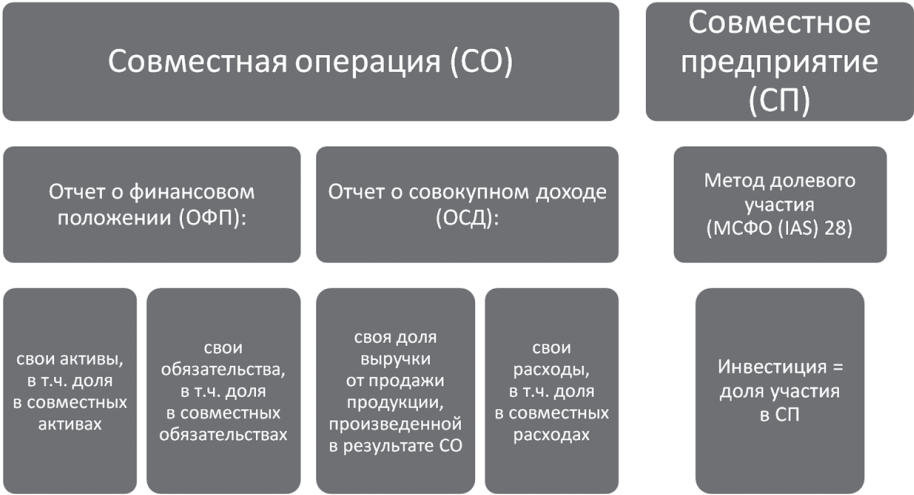 Совместная операция (СО)
Совместное
предприятие
(СП)
Отчет о финансовом
положении (ОФП):
Отчет о совокупном доходе
(ОСД):
Метод долевого
участия
(МСФО (IAS) 28)
свои активы,
в т.ч. доля
в совместных
активах
свои
обязательства,
в т.ч. доля
в совместных
обязательствах
своя доля
выручки
от продажи
продукции,
произведенной
в результате СО
свои
расходы,
в т.ч. доля
в совместных
расходах
Инвестиция =
доля участия
в СП